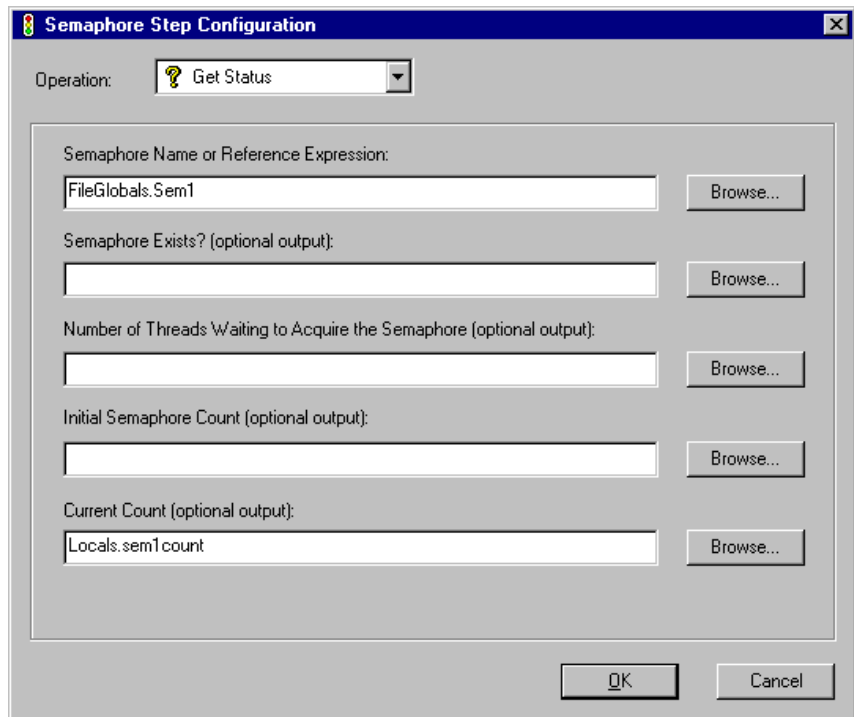 Semaphore Step Configuration
Operation: Get Status
Semaphore Name or Reference Expression:
FileGlobals.Sem1 Browse...
Semaphore Exists? (optional output):
Browse...
Number of Threads Waiting to Acquire the Semaphore (optional output):
Browse...
Initial Semaphore Count (optional output):
Browse...
Current Count (optional output):
Locals.sem1count Browse...
OK Cancel